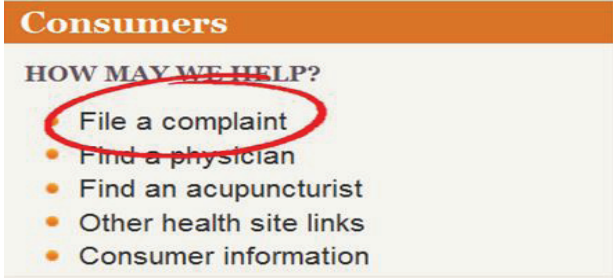 Consumers
HOW MAY WE HELP?
File a complaint
Find a physician
Find an acupuncturist
Other health site links
Consumer information